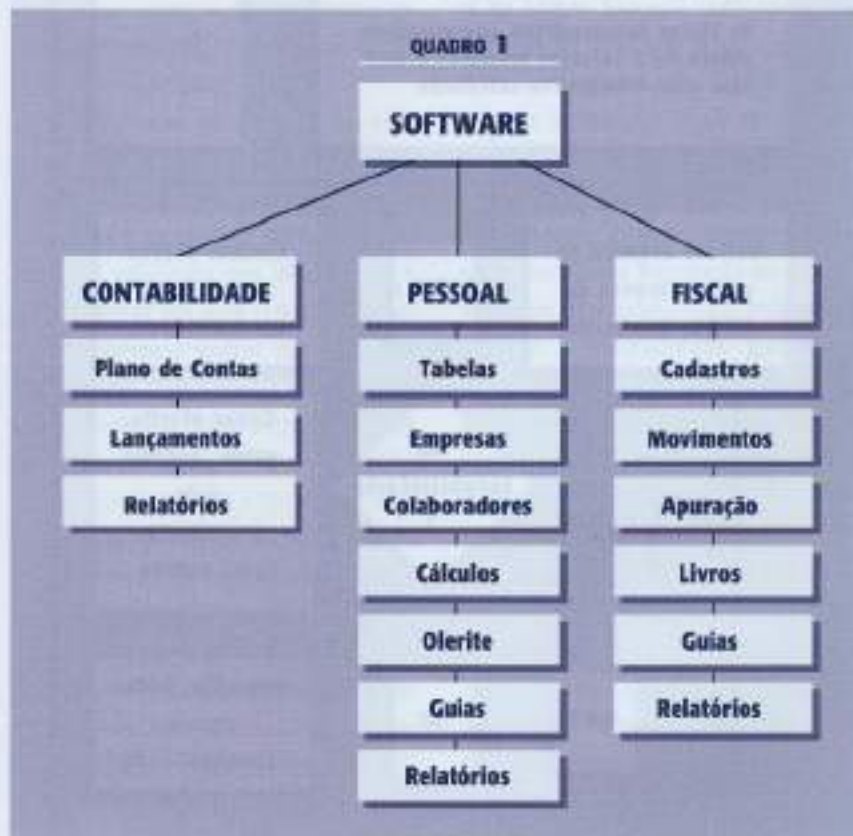 QUADRO 1
SOFTWARE
CONTABILIDADE
Plano de Contas
Lançamentos
Relatórios
PESSOAL
Tabelas
Empresas
Colaboradores
Cálculos
Olerite
Guias
Relatórios
FISCAL
Cadastros
Movimentos
Apuração
Livros
Guias
Relatórios